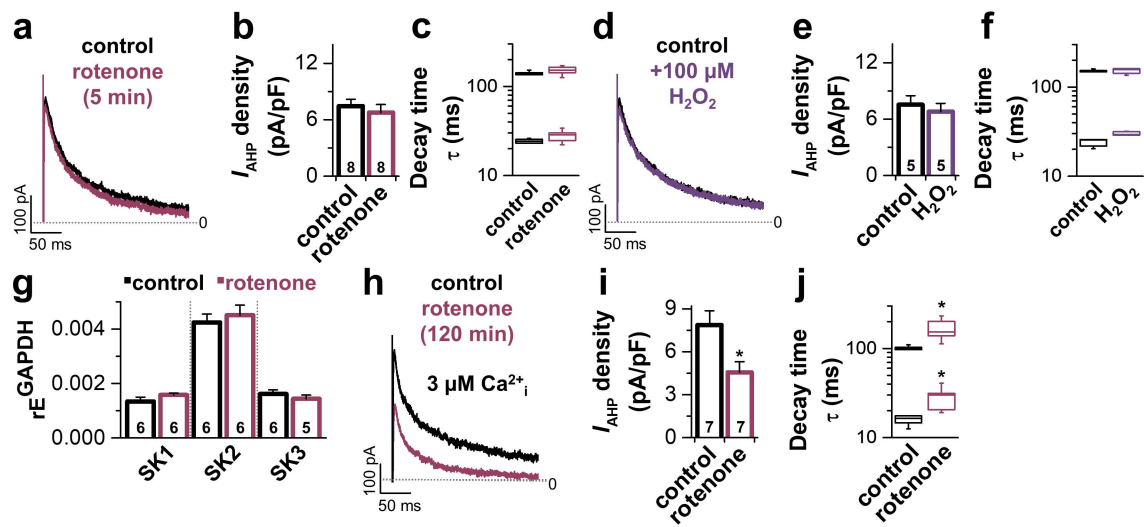 a
control
rotenone
(5 min)
100 pA
50 ms
0
b
I_AHP density
(pA/pF)
12
6
0
8
8
control
rotenone
c
Decay time
τ (ms)
100
10
control
rotenone
d
control
+100 µM
H₂O₂
100 pA
50 ms
0
e
I_AHP density
(pA/pF)
12
6
0
5
5
control
H₂O₂
f
Decay time
τ (ms)
100
10
control
H₂O₂
g
control
rotenone
rE^GAPDH
0.004
0.002
0.000
6
6
6
6
6
5
SK1
SK2
SK3
h
control
rotenone
(120 min)
3 µM Ca²⁺ᵢ
100 pA
50 ms
0
i
I_AHP density
(pA/pF)
9
6
3
0
*
7
7
control
rotenone
j
Decay time
τ (ms)
100
10
*
*
control
rotenone